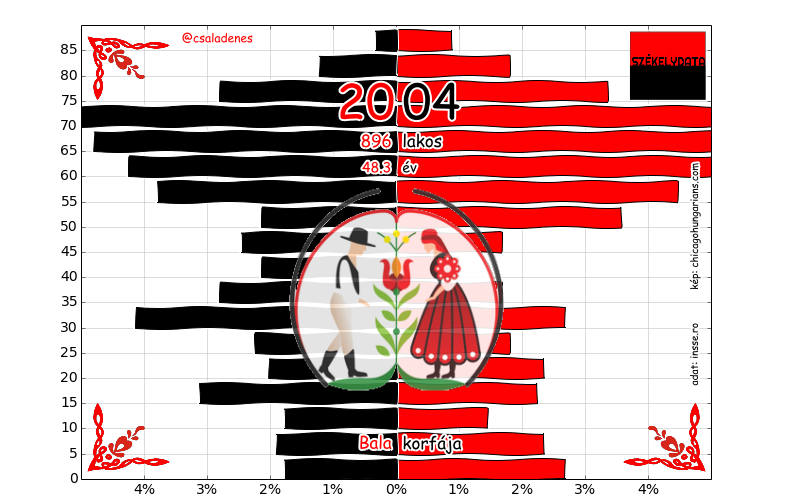 @csaladenes
SZÉKELYDATA
2004
896 lakos
48.3 év
kép: chicagohungarians.com
adat: insse.ro
Bala korfája
85
80
75
70
65
60
55
50
45
40
35
30
25
20
15
10
5
0
4% 3% 2% 1% 0% 1% 2% 3% 4%